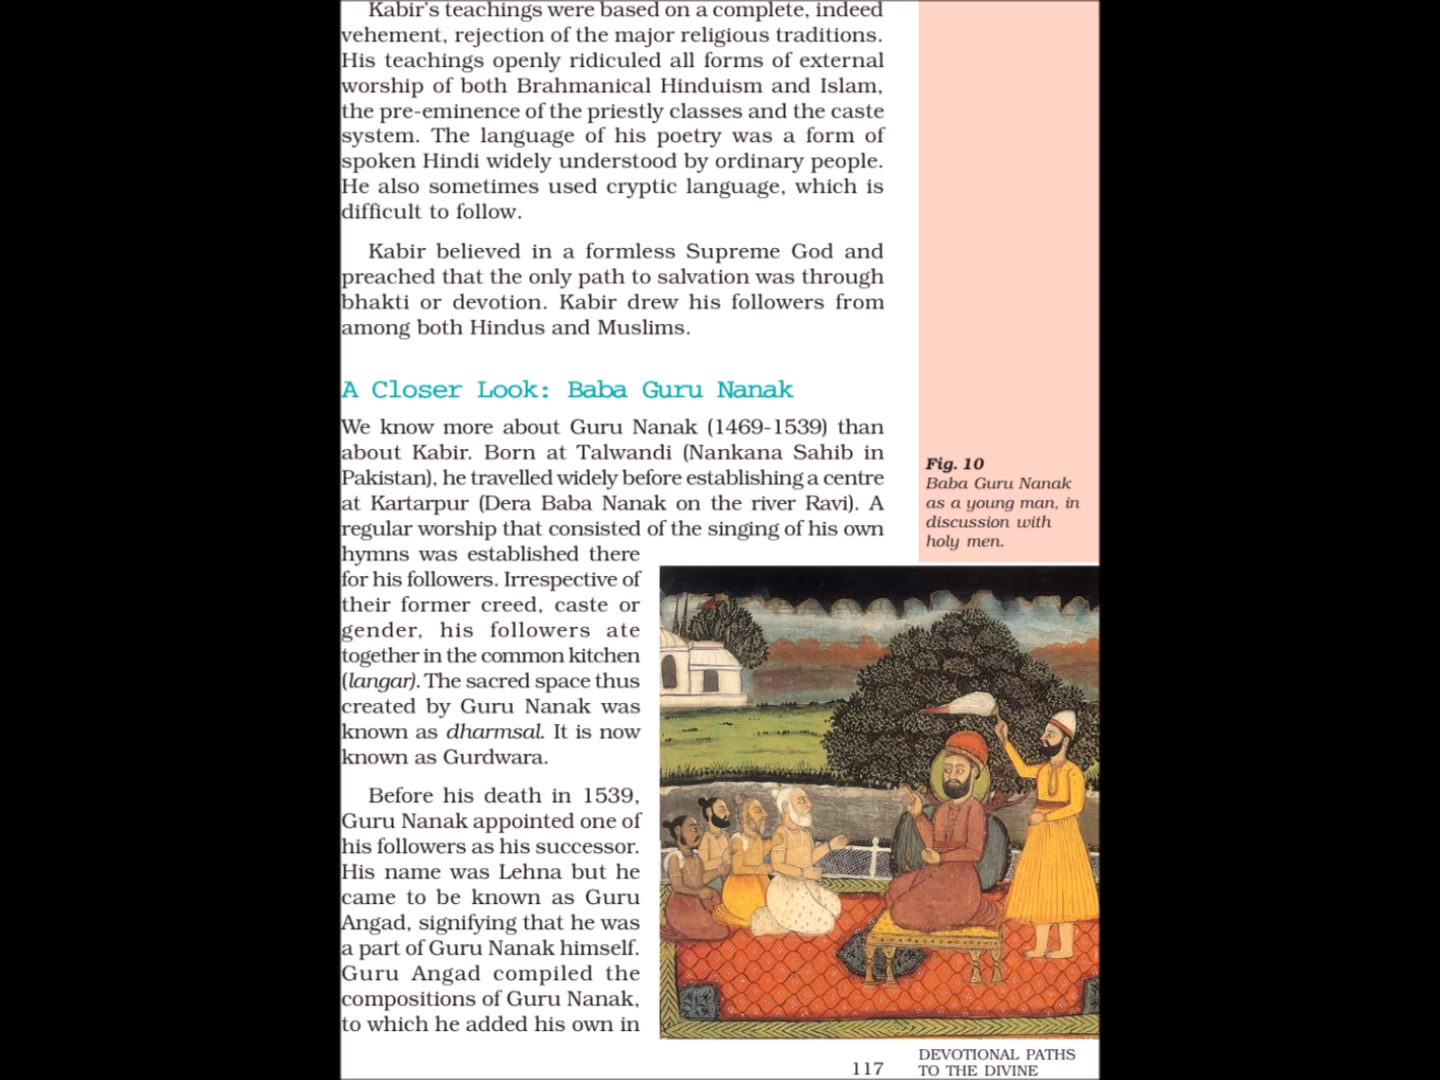 Kabir's teachings were based on a complete, indeed
vehement, rejection of the major religious traditions.
His teachings openly ridiculed all forms of external
worship of both Brahmanical Hinduism and Islam,
the pre-eminence of the priestly classes and the caste
system. The language of his poetry was a form of
spoken Hindi widely understood by ordinary people.
He also sometimes used cryptic language, which is
difficult to follow.
Kabir believed in a formless Supreme God and
preached that the only path to salvation was through
bhakti or devotion. Kabir drew his followers from
among both Hindus and Muslims.
A Closer Look: Baba Guru Nanak
We know more about Guru Nanak (1469-1539) than
about Kabir. Born at Talwandi (Nankana Sahib in
Pakistan), he travelled widely before establishing a centre
at Kartarpur (Dera Baba Nanak on the river Ravi). A
regular worship that consisted of the singing of his own
hymns was established there
for his followers. Irrespective of
their former creed, caste or
gender, his followers ate
together in the common kitchen
(langar). The sacred space thus
created by Guru Nanak was
known as dharmsal. It is now
known as Gurdwara.
Before his death in 1539,
Guru Nanak appointed one of
his followers as his successor.
His name was Lehna but he
came to be known as Guru
Angad, signifying that he was
a part of Guru Nanak himself.
Guru Angad compiled the
compositions of Guru Nanak,
to which he added his own in
Fig. 10
Baba Guru Nanak
as a young man, in
discussion with
holy men.
117
DEVOTIONAL PATHS
TO THE DIVINE